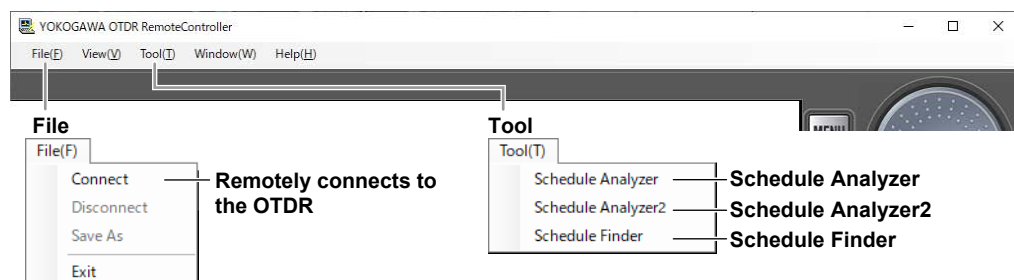 YOKOGAWA OTDR RemoteController
File(F) View(V) Tool(T) Window(W) Help(H)
MENU
File
File(F)
Connect
Disconnect
Save As
Exit
Remotely connects to
the OTDR
Tool
Tool(T)
Schedule Analyzer
Schedule Analyzer2
Schedule Finder
Schedule Analyzer
Schedule Analyzer2
Schedule Finder